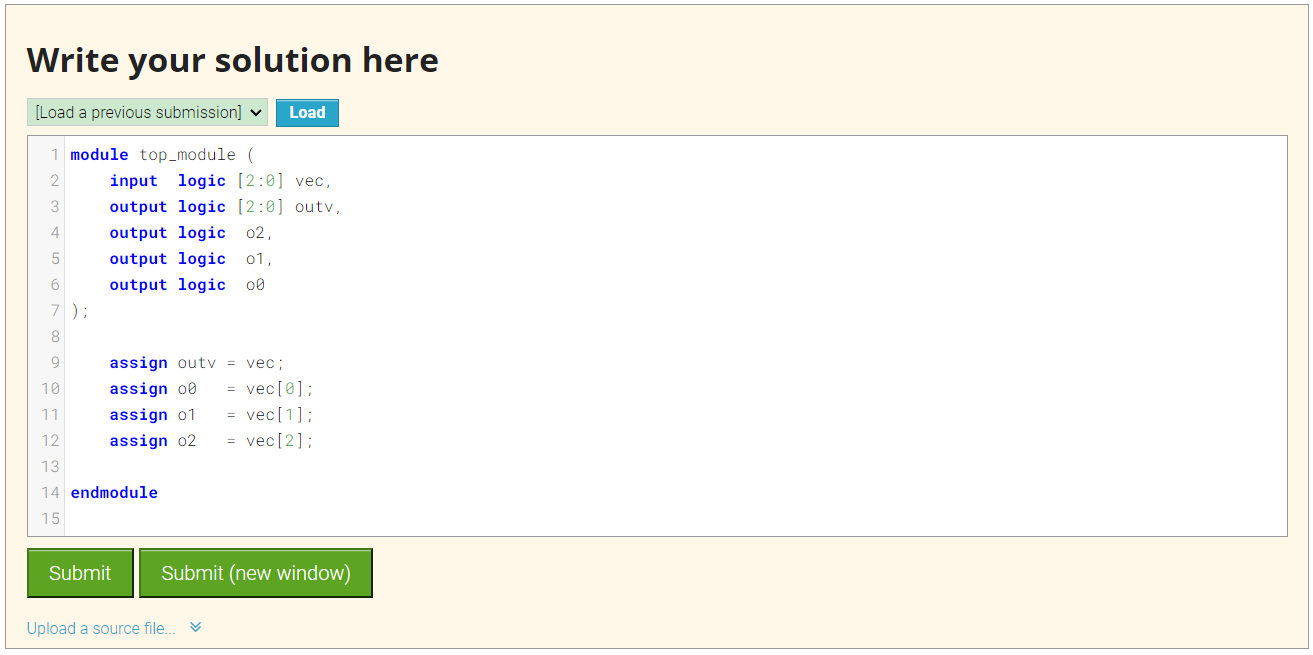 Write your solution here
[Load a previous submission] Load
1 module top_module (
2     input  logic [2:0] vec,
3     output logic [2:0] outv,
4     output logic  o2,
5     output logic  o1,
6     output logic  o0
7 );
8
9     assign outv = vec;
10     assign o0   = vec[0];
11     assign o1   = vec[1];
12     assign o2   = vec[2];
13
14 endmodule
15
Submit Submit (new window)
Upload a source file...